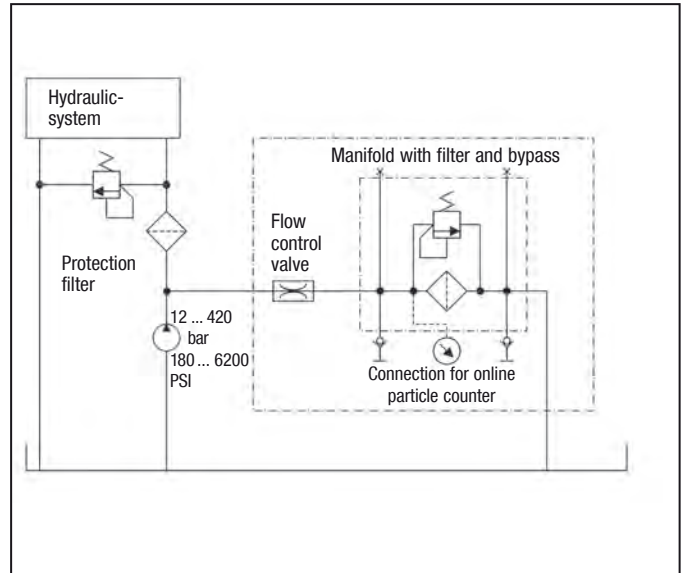 Hydraulic-
system
Manifold with filter and bypass
Flow
control
valve
Protection
filter
12 ... 420
bar
180 ... 6200
PSI
Connection for online
particle counter